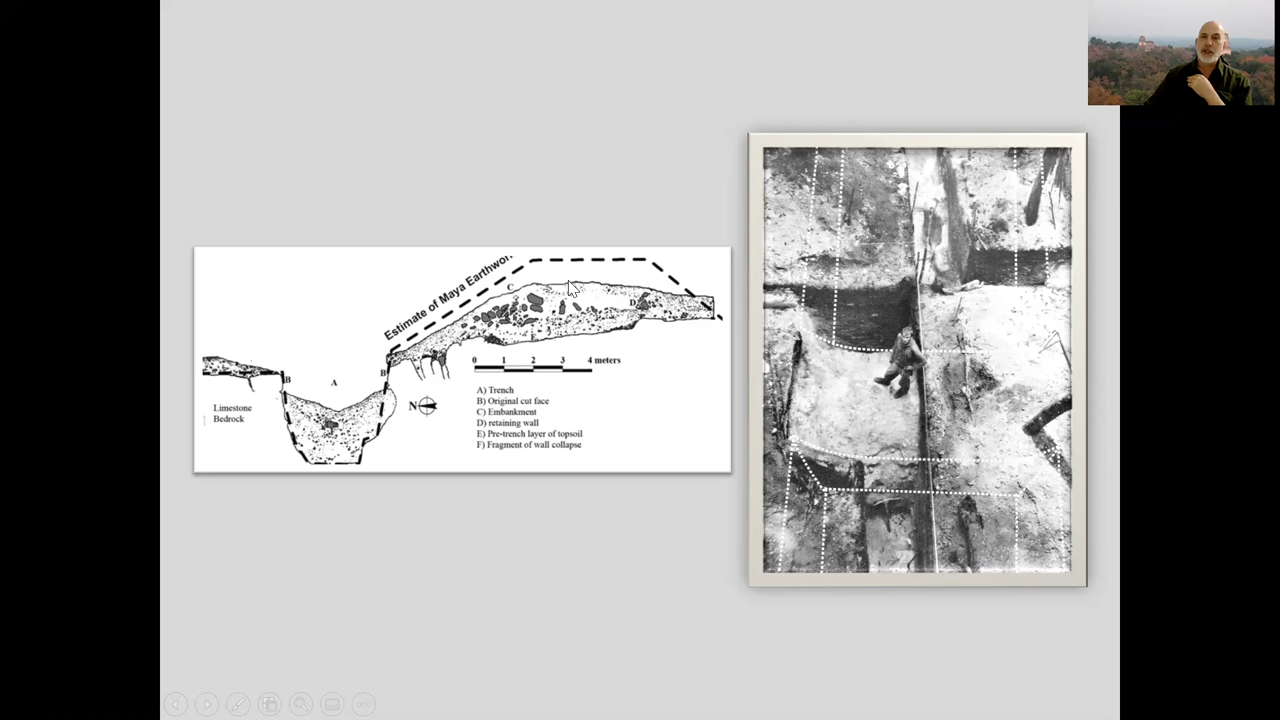 Estimate of Maya Earthwor
C
D
B
A
B
Limestone
Bedrock
N
0 1 2 3 4 meters
A) Trench
B) Original cut face
C) Embankment
D) retaining wall
E) Pre-trench layer of topsoil
F) Fragment of wall collapse